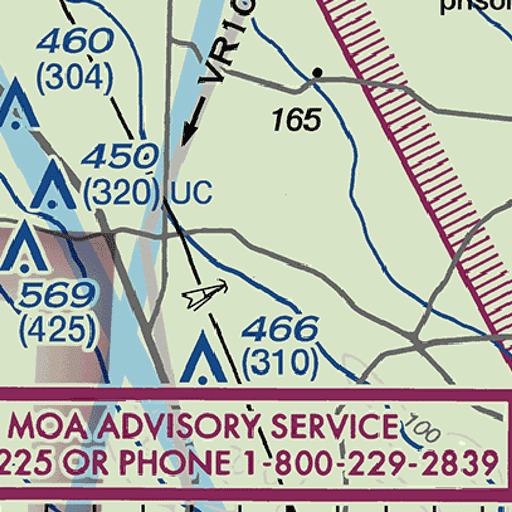 460
(304)
VR10
165
450
(320) UC
569
(425)
466
(310)
100
MOA ADVISORY SERVICE
225 OR PHONE 1-800-229-2839